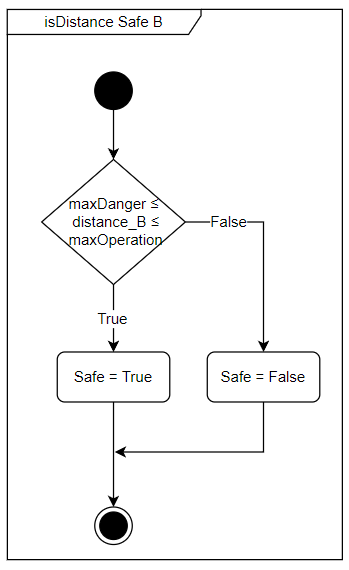 isDistance Safe B
maxDanger ≤
distance_B ≤
maxOperation
False
True
Safe = True
Safe = False